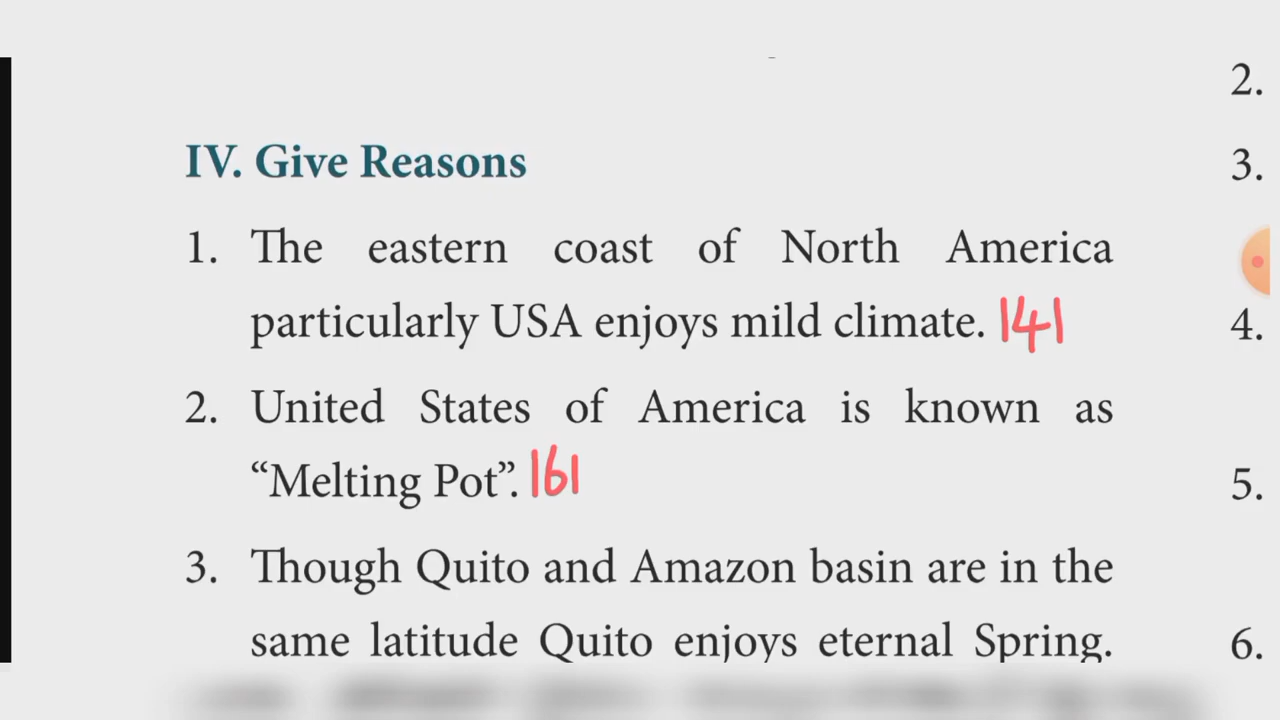 IV. Give Reasons
1. The eastern coast of North America
particularly USA enjoys mild climate. 141
2. United States of America is known as
“Melting Pot”. 161
3. Though Quito and Amazon basin are in the
same latitude Quito enjoys eternal Spring.
2.
3.
4.
5.
6.